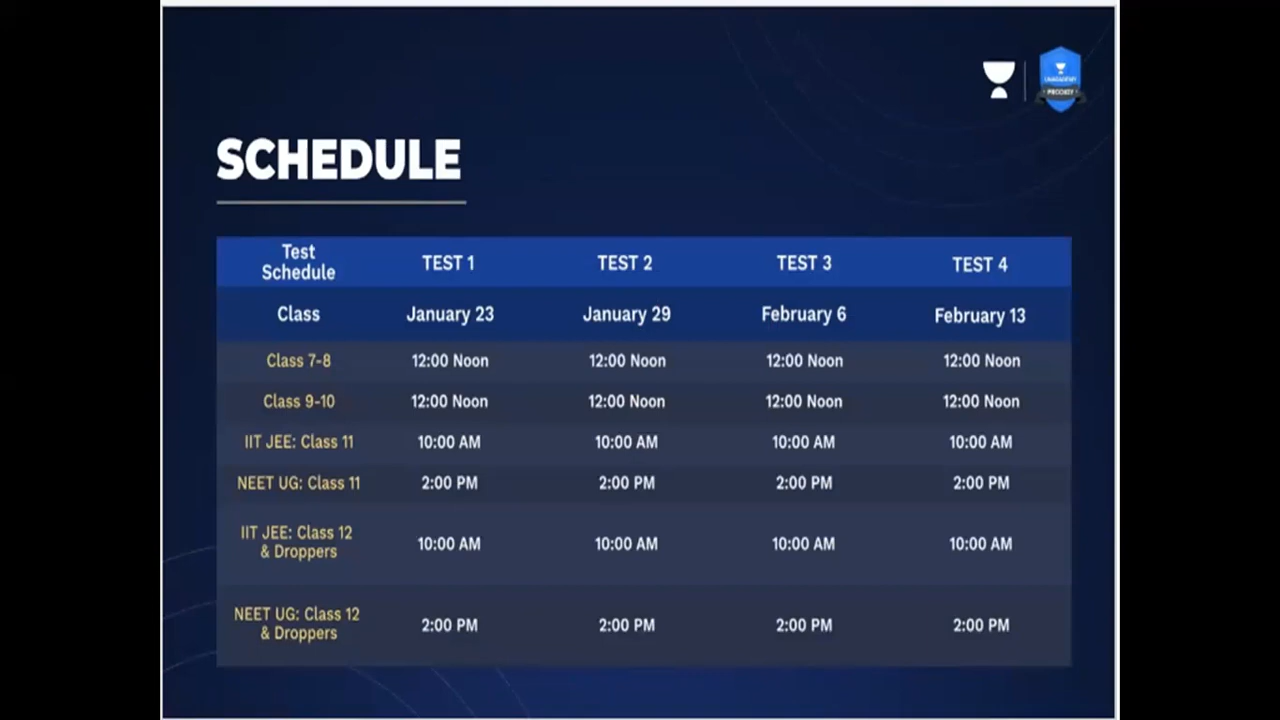 UNACADEMY
PRODIGY
SCHEDULE
Test Schedule TEST 1 TEST 2 TEST 3 TEST 4
Class January 23 January 29 February 6 February 13
Class 7-8 12:00 Noon 12:00 Noon 12:00 Noon 12:00 Noon
Class 9-10 12:00 Noon 12:00 Noon 12:00 Noon 12:00 Noon
IIT JEE: Class 11 10:00 AM 10:00 AM 10:00 AM 10:00 AM
NEET UG: Class 11 2:00 PM 2:00 PM 2:00 PM 2:00 PM
IIT JEE: Class 12 & Droppers 10:00 AM 10:00 AM 10:00 AM 10:00 AM
NEET UG: Class 12 & Droppers 2:00 PM 2:00 PM 2:00 PM 2:00 PM